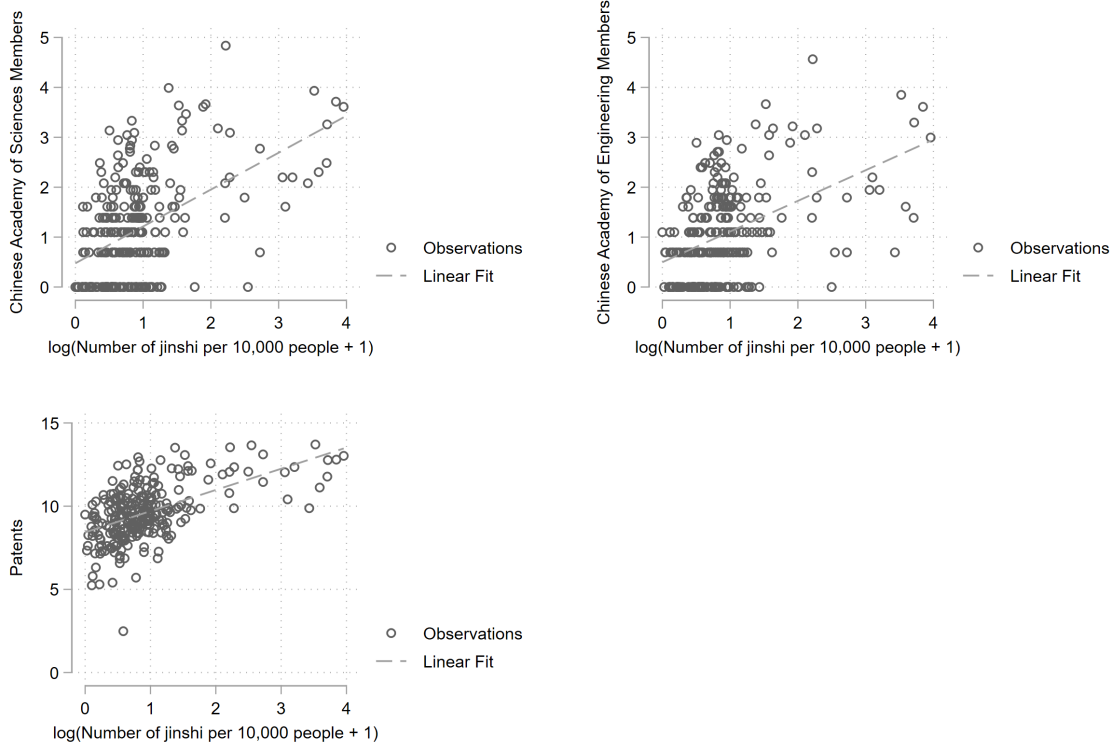 Chinese Academy of Sciences Members
5
4
3
2
1
0
0 1 2 3 4
log(Number of jinshi per 10,000 people + 1)
Observations
Linear Fit
Chinese Academy of Engineering Members
5
4
3
2
1
0
0 1 2 3 4
log(Number of jinshi per 10,000 people + 1)
Observations
Linear Fit
Patents
15
10
5
0
0 1 2 3 4
log(Number of jinshi per 10,000 people + 1)
Observations
Linear Fit